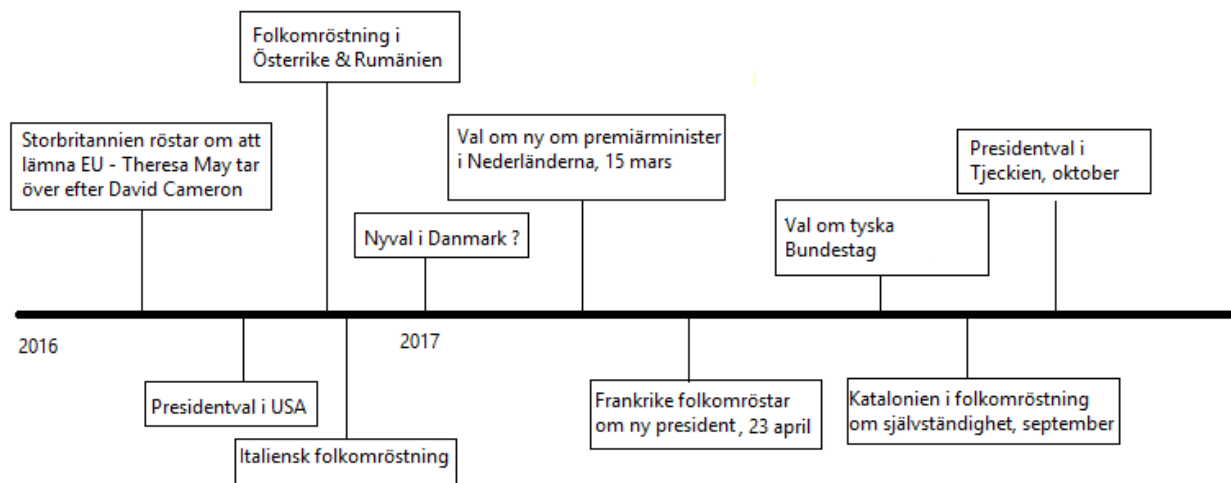 Folkomröstning i
Österrike & Rumänien
Storbritannien röstar om att
lämna EU - Theresa May tar
över efter David Cameron
Val om ny om premiärminister
i Nederländerna, 15 mars
Presidentval i
Tjeckien, oktober
Nyval i Danmark ?
Val om tyska
Bundestag
2016
2017
Presidentval i USA
Italiensk folkomröstning
Frankrike folkomröstar
om ny president, 23 april
Katalonien i folkomröstning
om självständighet, september